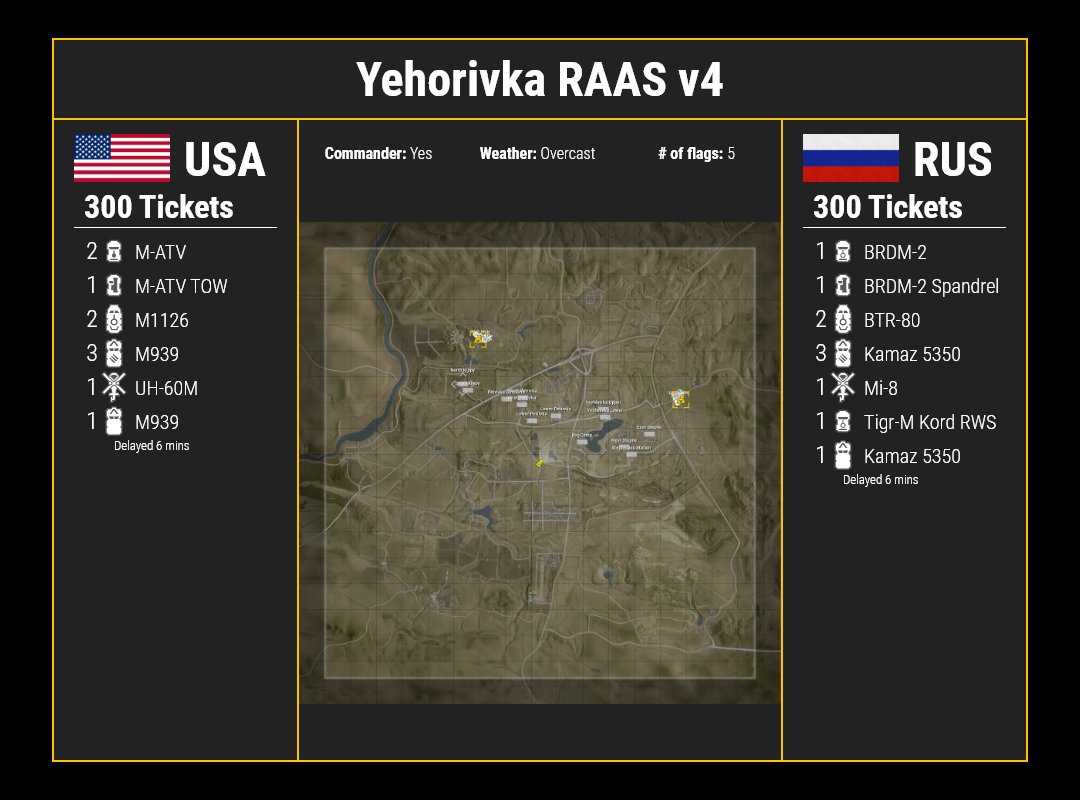 Yehorivka RAAS v4
USA
300 Tickets
2 M-ATV
1 M-ATV TOW
2 M1126
3 M939
1 UH-60M
1 M939
Delayed 6 mins
Commander: Yes
Weather: Overcast
# of flags: 5
RUS
300 Tickets
1 BRDM-2
1 BRDM-2 Spandrel
2 BTR-80
3 Kamaz 5350
1 Mi-8
1 Tigr-M Kord RWS
1 Kamaz 5350
Delayed 6 mins